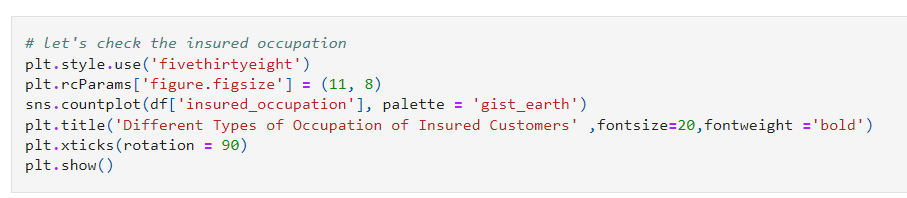 # let's check the insured occupation
plt.style.use('fivethirtyeight')
plt.rcParams['figure.figsize'] = (11, 8)
sns.countplot(df['insured_occupation'], palette = 'gist_earth')
plt.title('Different Types of Occupation of Insured Customers' ,fontsize=20,fontweight ='bold')
plt.xticks(rotation = 90)
plt.show()